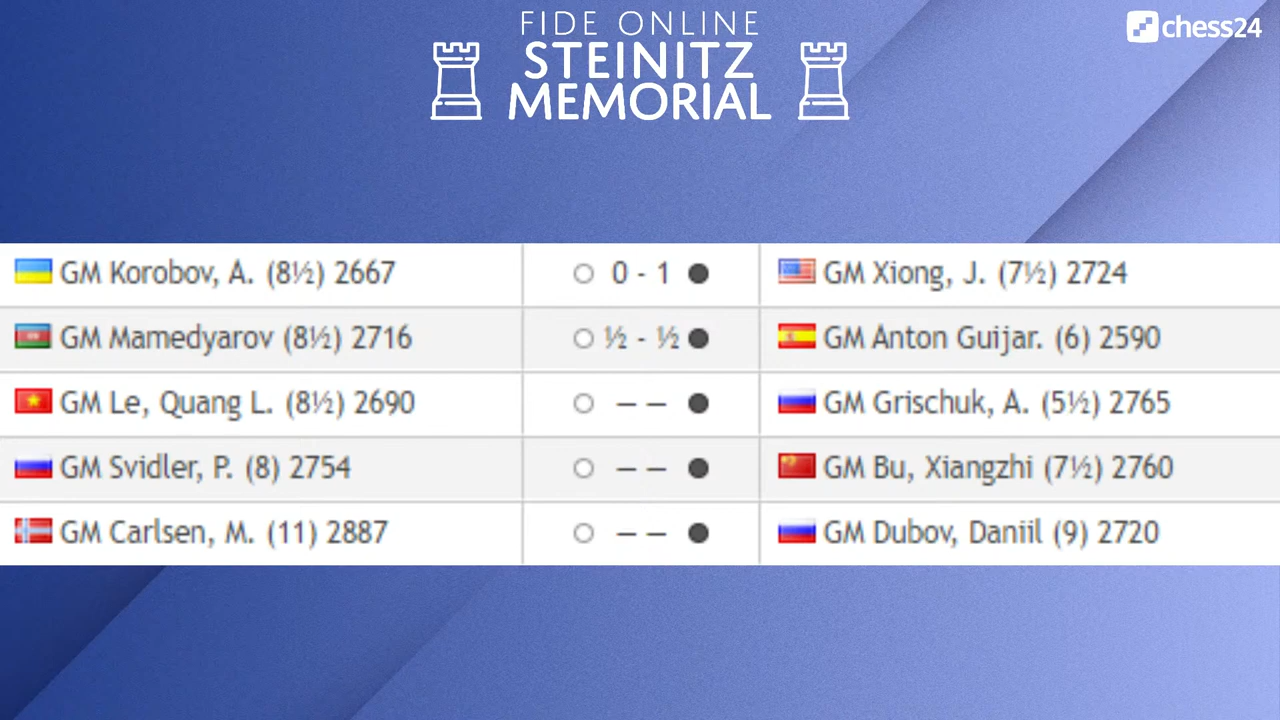 FIDE ONLINE
STEINITZ
MEMORIAL
chess24
GM Korobov, A. (8½) 2667 0 - 1 GM Xiong, J. (7½) 2724
GM Mamedyarov (8½) 2716 ½ - ½ GM Anton Guijar. (6) 2590
GM Le, Quang L. (8½) 2690 – – GM Grischuk, A. (5½) 2765
GM Svidler, P. (8) 2754 – – GM Bu, Xiangzhi (7½) 2760
GM Carlsen, M. (11) 2887 – – GM Dubov, Daniil (9) 2720